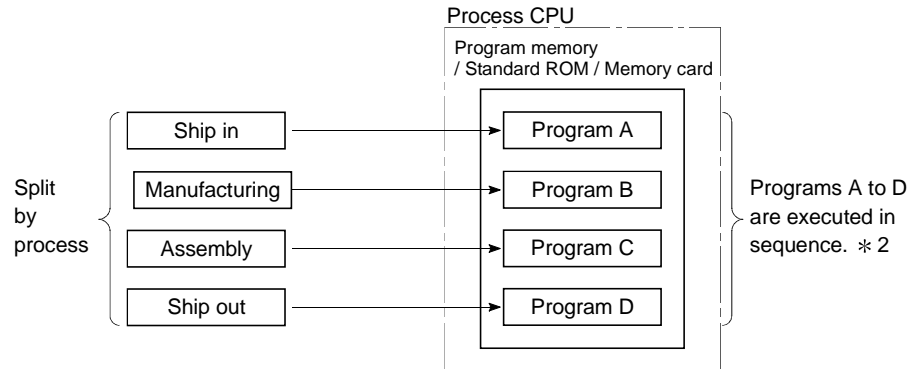 Process CPU
Program memory
/ Standard ROM / Memory card
Ship in
Program A
Split
by
process
Manufacturing
Program B
Programs A to D
are executed in
sequence. ＊2
Assembly
Program C
Ship out
Program D